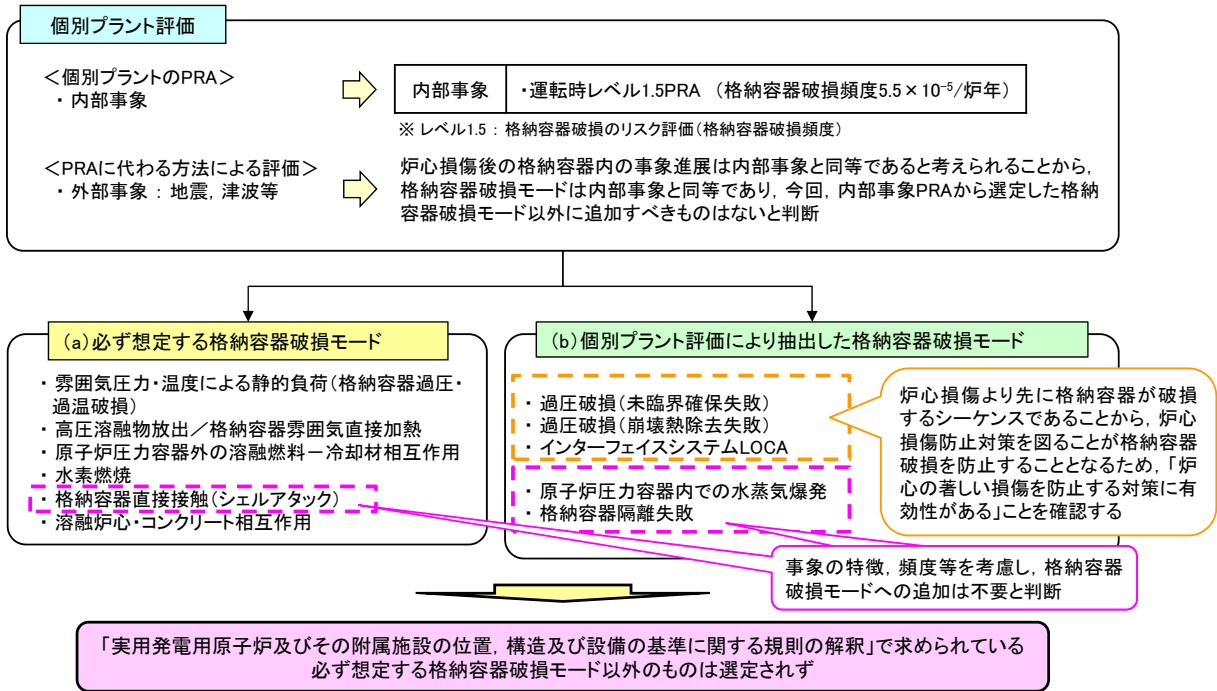 個別プラント評価
＜個別プラントのPRA＞
・ 内部事象
内部事象 ・運転時レベル1.5PRA （格納容器破損頻度5.5×10⁻⁵/炉年）
※ レベル1.5 ： 格納容器破損のリスク評価（格納容器破損頻度）
＜PRAに代わる方法による評価＞
・ 外部事象 ： 地震，津波等
炉心損傷後の格納容器内の事象進展は内部事象と同等であると考えられることから，
格納容器破損モードは内部事象と同等であり，今回，内部事象PRAから選定した格納
容器破損モード以外に追加すべきものはないと判断
（a）必ず想定する格納容器破損モード
・ 雰囲気圧力・温度による静的負荷（格納容器過圧・
過温破損）
・ 高圧溶融物放出／格納容器雰囲気直接加熱
・ 原子炉圧力容器外の溶融燃料－冷却材相互作用
・ 水素燃焼
・ 格納容器直接接触（シェルアタック）
・ 溶融炉心・コンクリート相互作用
（b）個別プラント評価により抽出した格納容器破損モード
・ 過圧破損（未臨界確保失敗）
・ 過圧破損（崩壊熱除去失敗）
・ インターフェイスシステムLOCA
・ 原子炉圧力容器内での水蒸気爆発
・ 格納容器隔離失敗
炉心損傷より先に格納容器が破損
するシーケンスであることから，炉心
損傷防止対策を図ることが格納容器
破損を防止することとなるため，「炉
心の著しい損傷を防止する対策に有
効性がある」ことを確認する
事象の特徴，頻度等を考慮し，格納容器
破損モードへの追加は不要と判断
「実用発電用原子炉及びその附属施設の位置，構造及び設備の基準に関する規則の解釈」で求められている
必ず想定する格納容器破損モード以外のものは選定されず